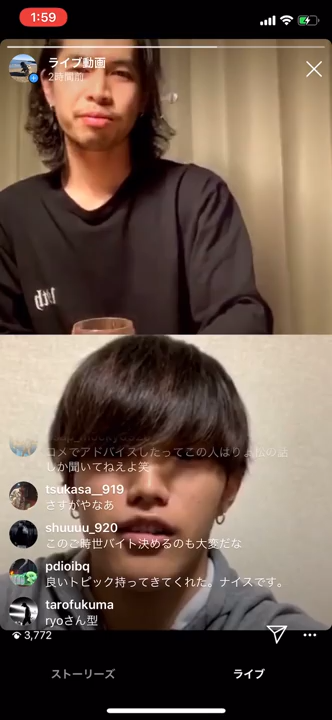 1:59
ライブ動画
2時間前
コメでアドバイスしたってこの人はりょ私の話
しか聞いてねえよ笑
tsukasa__919
さすがやなあ
shuuuu_920
このご時世バイト決めるのも大変だな
pdioibq
良いトピック持ってきてくれた。ナイスです。
tarofukuma
ryoさん型
3,772
ストーリーズ
ライブ